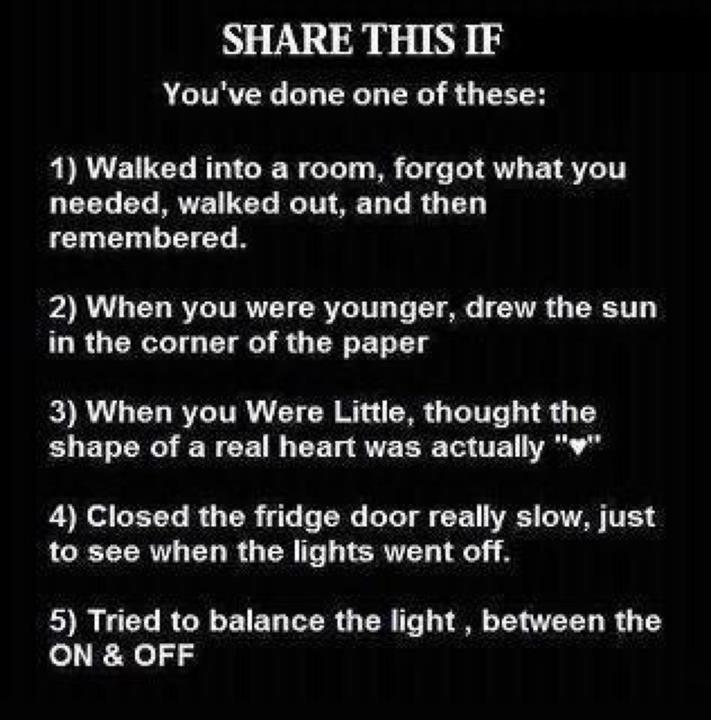 SHARE THIS IF
You've done one of these:
1) Walked into a room, forgot what you
needed, walked out, and then
remembered.
2) When you were younger, drew the sun
in the corner of the paper
3) When you Were Little, thought the
shape of a real heart was actually "♥"
4) Closed the fridge door really slow, just
to see when the lights went off.
5) Tried to balance the light , between the
ON & OFF